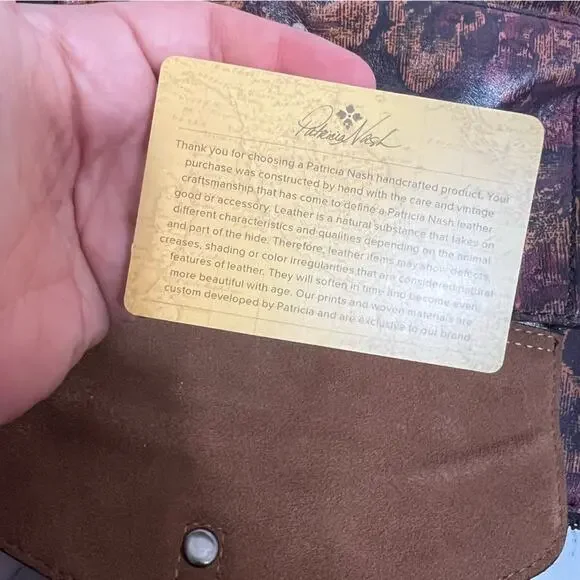 Patricia Nash
Thank you for choosing a Patricia Nash handcrafted product. Your
purchase was constructed by hand with the care and vintage
craftsmanship that has come to define a Patricia Nash leather
good or accessory. Leather is a natural substance that takes on
different characteristics and qualities depending on the animal
and part of the hide. Therefore, leather items may show defects,
creases, shading or color irregularities that are considered natural
features of leather. They will soften in time and become even
more beautiful with age. Our prints and woven materials are
custom developed by Patricia and are exclusive to our brand.